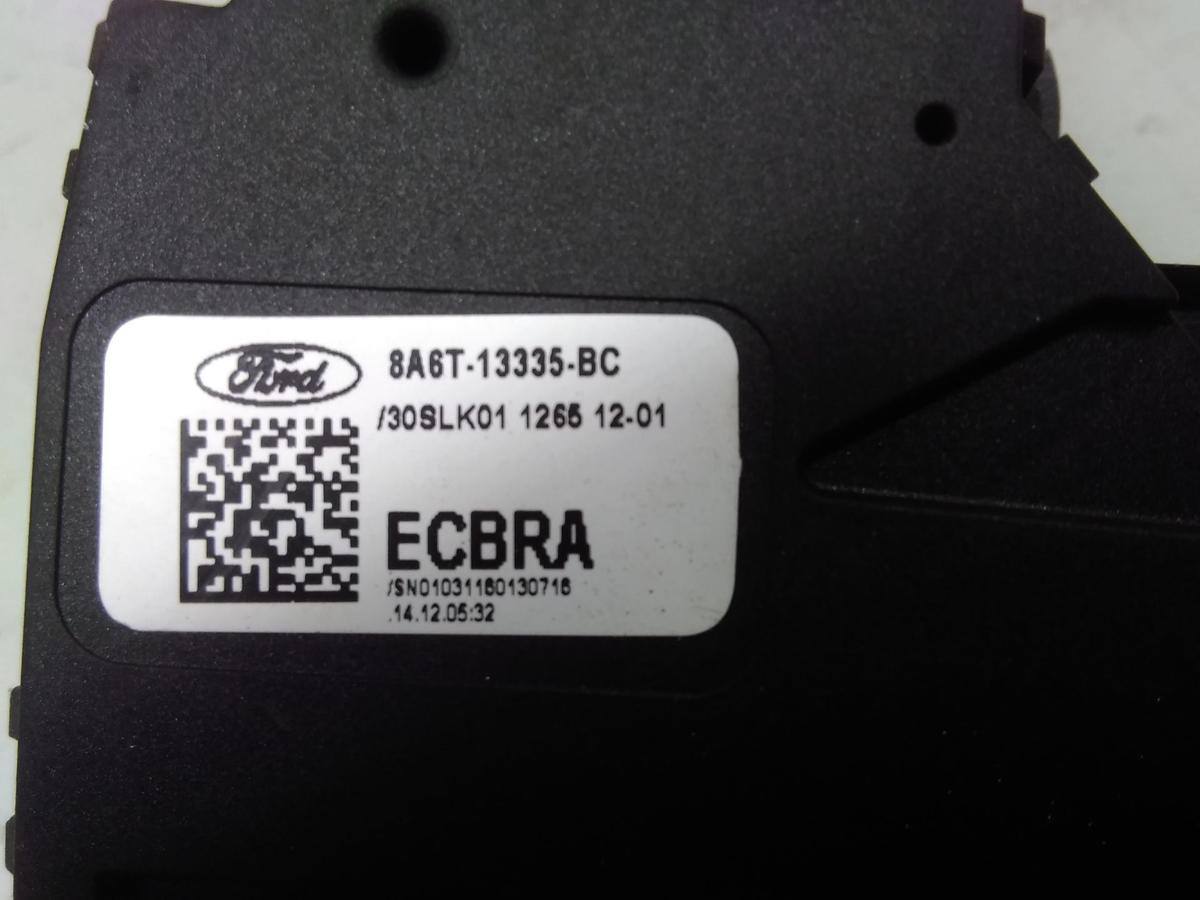 Ford
8A6T-13335-BC
/30SLK01 1265 12-01
ECBRA
/SN01031160130716
.14.12.05:32